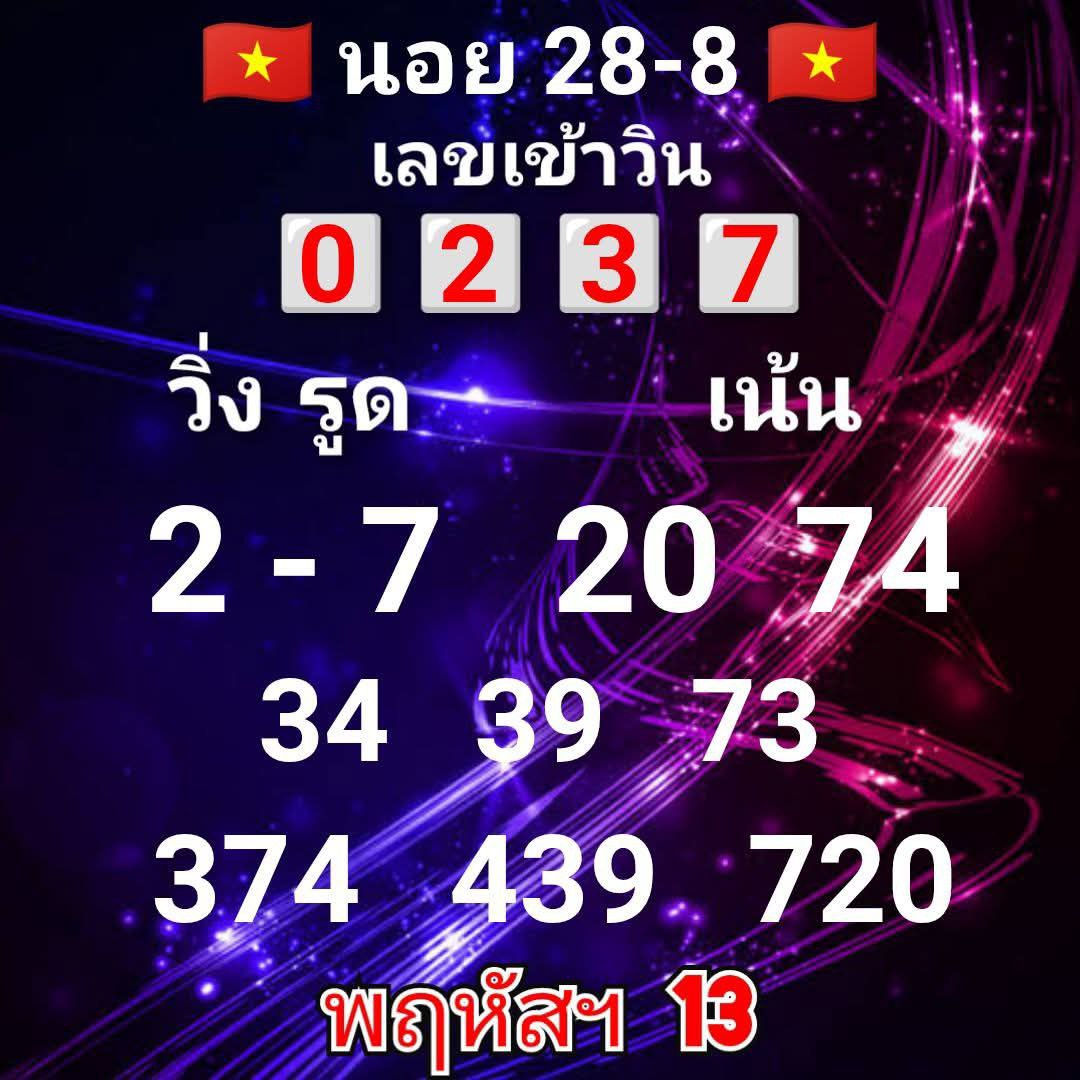 🇻🇳 นอย 28-8 🇻🇳
เลขเข้าวิน
0 2 3 7
วิ่ง รูด เน้น
2 - 7 20 74
34 39 73
374 439 720
พฤหัสฯ 13